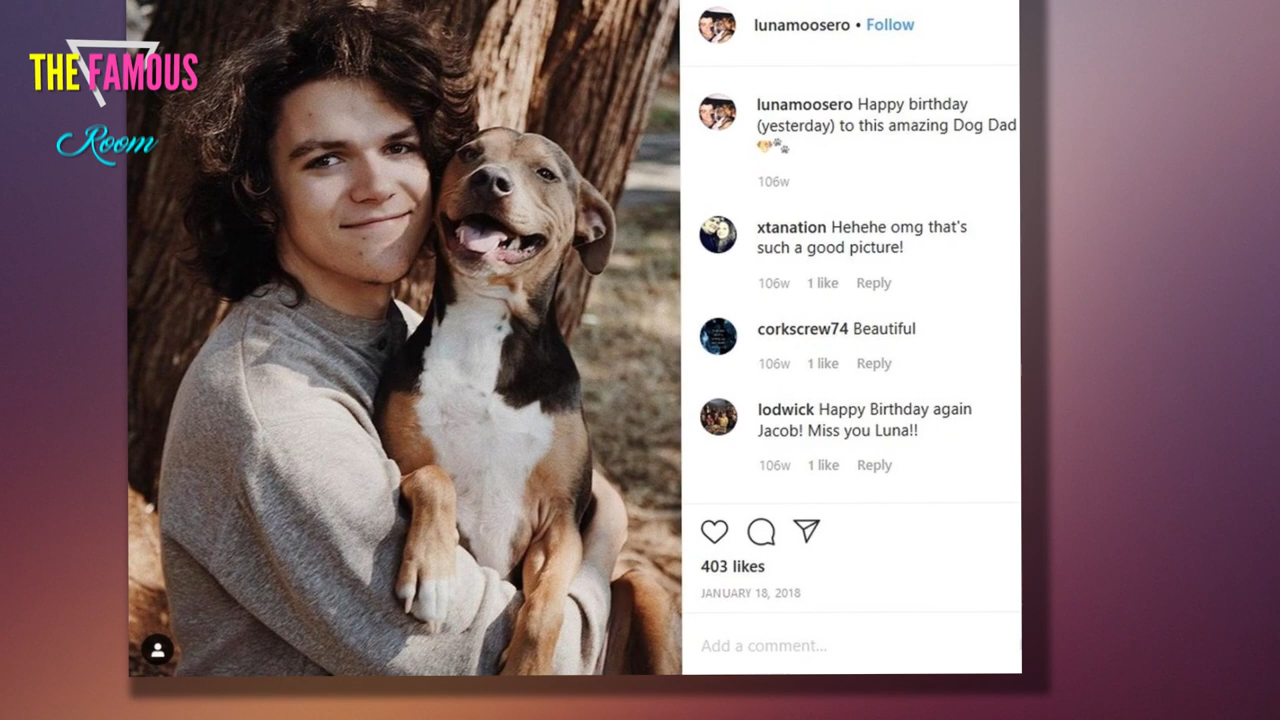 THE FAMOUS
Room
lunamoosero • Follow
lunamoosero Happy birthday
(yesterday) to this amazing Dog Dad
106w
xtanation Hehehe omg that's
such a good picture!
106w 1 like Reply
corkscrew74 Beautiful
106w 1 like Reply
lodwick Happy Birthday again
Jacob! Miss you Luna!!
106w 1 like Reply
403 likes
JANUARY 18, 2018
Add a comment...